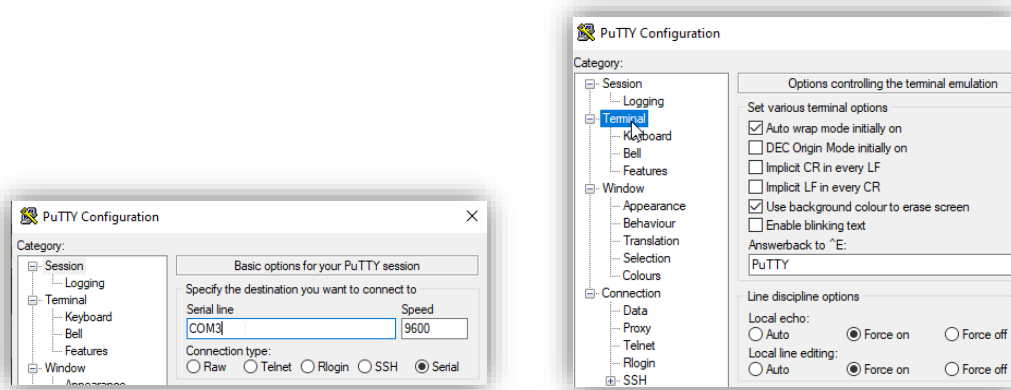 PuTTY Configuration
Category:
Session
Logging
Terminal
Keyboard
Bell
Features
Window
Appearance
Basic options for your PuTTY session
Specify the destination you want to connect to
Serial line Speed
COM3 9600
Connection type:
Raw Telnet Rlogin SSH Serial
PuTTY Configuration
Category:
Session
Logging
Terminal
Keyboard
Bell
Features
Window
Appearance
Behaviour
Translation
Selection
Colours
Connection
Data
Proxy
Telnet
Rlogin
SSH
Options controlling the terminal emulation
Set various terminal options
Auto wrap mode initially on
DEC Origin Mode initially on
Implicit CR in every LF
Implicit LF in every CR
Use background colour to erase screen
Enable blinking text
Answerback to ^E:
PuTTY
Line discipline options
Local echo:
Auto Force on Force off
Local line editing:
Auto Force on Force off